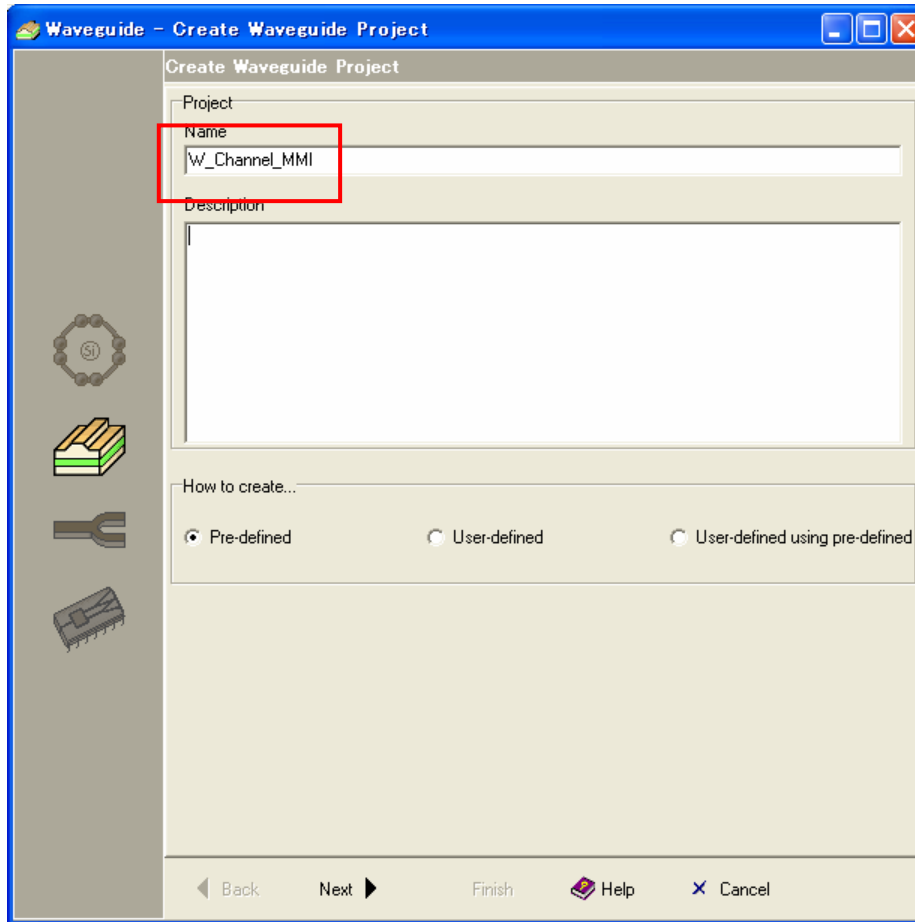 Waveguide - Create Waveguide Project
Create Waveguide Project
Project
Name
W_Channel_MMI
Description
Si
How to create...
Pre-defined
User-defined
User-defined using pre-defined
Back
Next
Finish
Help
Cancel